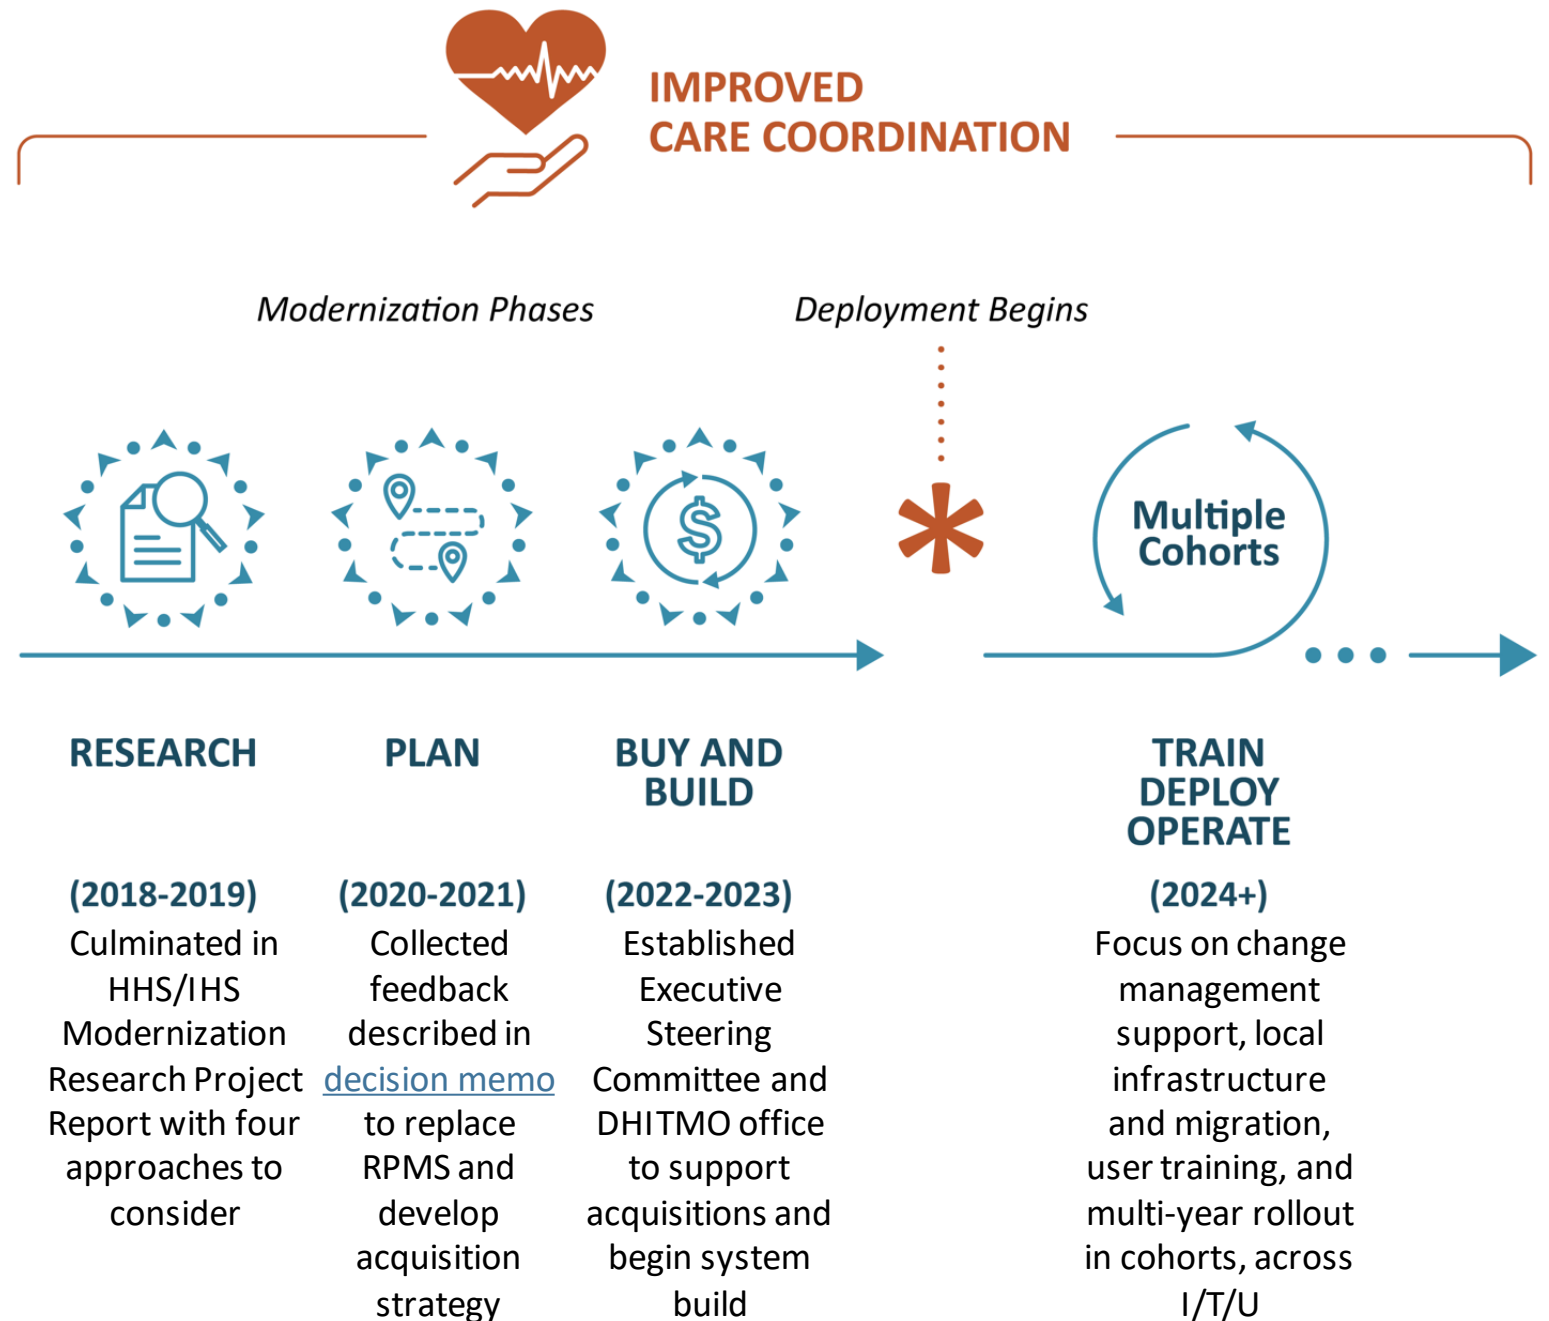 IMPROVED
CARE COORDINATION
Modernization Phases
Deployment Begins
Multiple
Cohorts
RESEARCH
(2018-2019)
Culminated in
HHS/IHS
Modernization
Research Project
Report with four
approaches to
consider
PLAN
(2020-2021)
Collected
feedback
described in
decision memo
to replace
RPMS and
develop
acquisition
strategy
BUY AND
BUILD
(2022-2023)
Established
Executive
Steering
Committee and
DHITMO office
to support
acquisitions and
begin system
build
TRAIN
DEPLOY
OPERATE
(2024+)
Focus on change
management
support, local
infrastructure
and migration,
user training, and
multi-year rollout
in cohorts, across
I/T/U